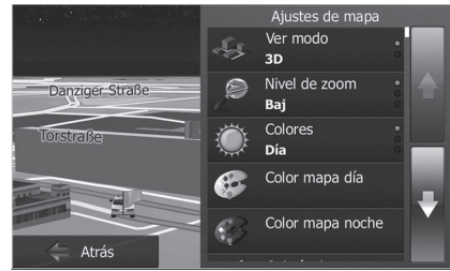 Ajustes de mapa
Danziger Straße
Torstraße
Ver modo
3D
Nivel de zoom
Baj
Colores
Día
Color mapa día
Color mapa noche
Atrás